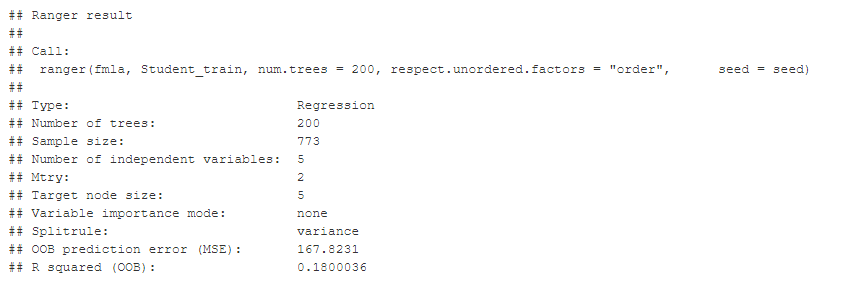 ## Ranger result
##
## Call:
##  ranger(fmla, Student_train, num.trees = 200, respect.unordered.factors = "order",      seed = seed)
##
## Type:                             Regression
## Number of trees:                  200
## Sample size:                      773
## Number of independent variables:  5
## Mtry:                             2
## Target node size:                 5
## Variable importance mode:         none
## Splitrule:                        variance
## OOB prediction error (MSE):       167.8231
## R squared (OOB):                  0.1800036